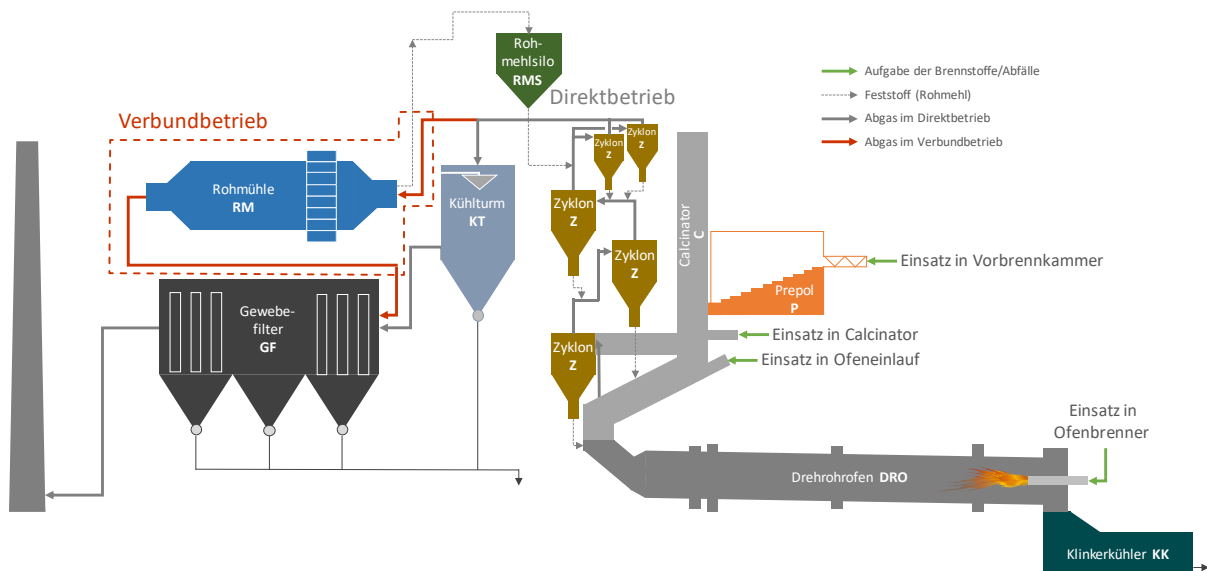 Roh-
mehlsilo
RMS
Direktbetrieb
Verbundbetrieb
Aufgabe der Brennstoffe/Abfälle
Feststoff (Rohmehl)
Abgas im Direktbetrieb
Abgas im Verbundbetrieb
Zyklon
Z
Zyklon
Z
Rohmühle
RM
Kühlturm
KT
Zyklon
Z
Zyklon
Z
Calcinator
C
Einsatz in Vorbrennkammer
Prepol
P
Gewebe-
filter
GF
Zyklon
Z
Einsatz in Calcinator
Einsatz in Ofeneinlauf
Einsatz in
Ofenbrenner
Drehrohrofen DRO
Klinkerkühler KK